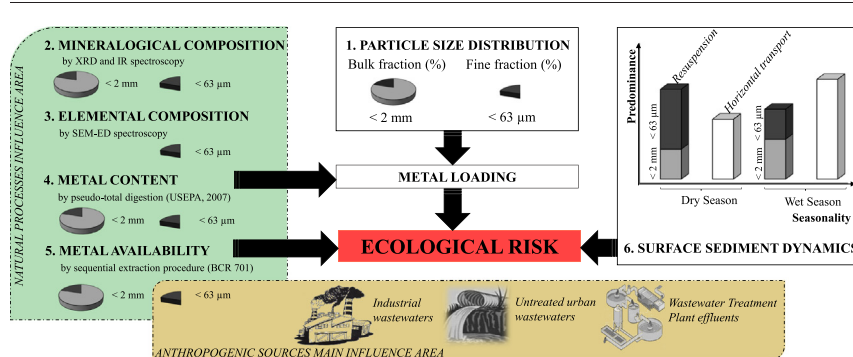 NATURAL PROCESSES INFLUENCE AREA
2. MINERALOGICAL COMPOSITION
by XRD and IR spectroscopy
< 2 mm
< 63 µm
3. ELEMENTAL COMPOSITION
by SEM-ED spectroscopy
< 63 µm
4. METAL CONTENT
by pseudo-total digestion (USEPA, 2007)
< 2 mm
< 63 µm
5. METAL AVAILABILITY
by sequential extraction procedure (BCR 701)
< 2 mm
< 63 µm
1. PARTICLE SIZE DISTRIBUTION
Bulk fraction (%)
Fine fraction (%)
< 2 mm
< 63 µm
METAL LOADING
ECOLOGICAL RISK
Predominance
Resuspension
Horizontal transport
< 2 mm
< 63 µm
< 2 mm
< 63 µm
Dry Season
Wet Season
Seasonality
6. SURFACE SEDIMENT DYNAMICS
Industrial
wastewaters
Untreated urban
wastewaters
Wastewater Treatment
Plant effluents
ANTHROPOGENIC SOURCES MAIN INFLUENCE AREA